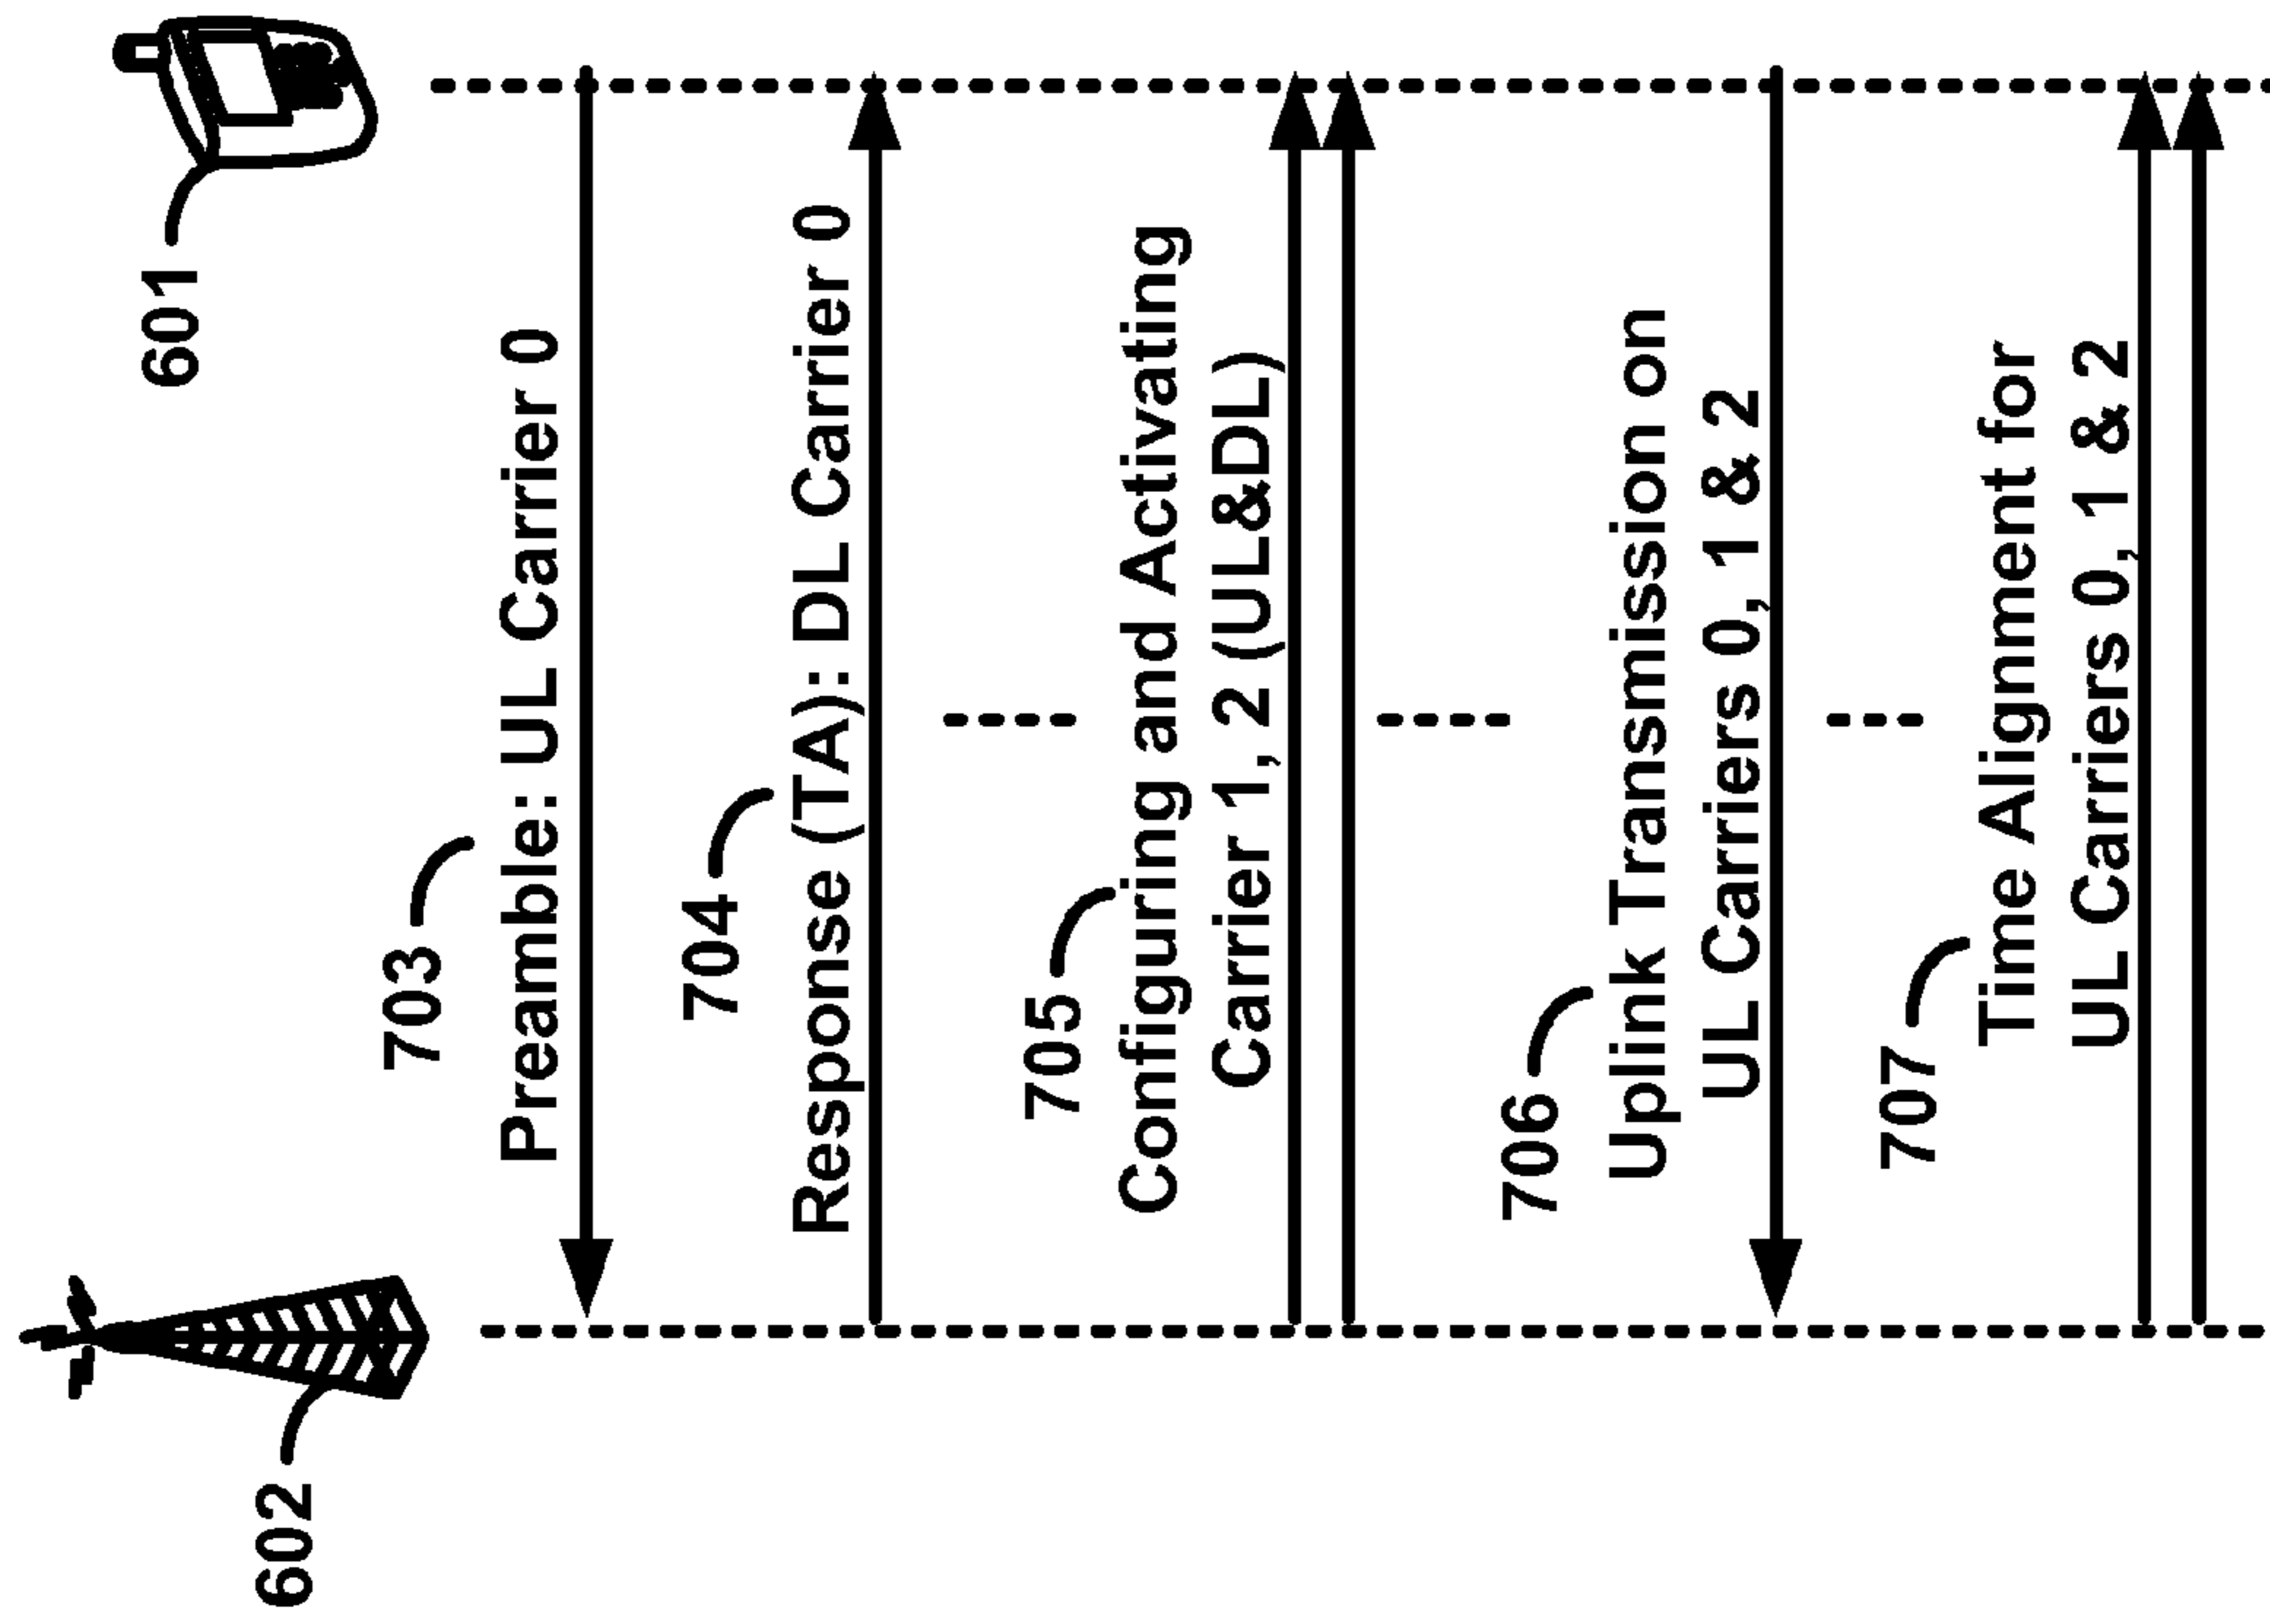 602
601
703
Preamble: UL Carrier 0
704
Response (TA): DL Carrier 0
705
Configuring and Activating
Carrier 1, 2 (UL&DL)
706
Uplink Transmission on
UL Carriers 0, 1 & 2
707
Time Alignment for
UL Carriers 0, 1 & 2